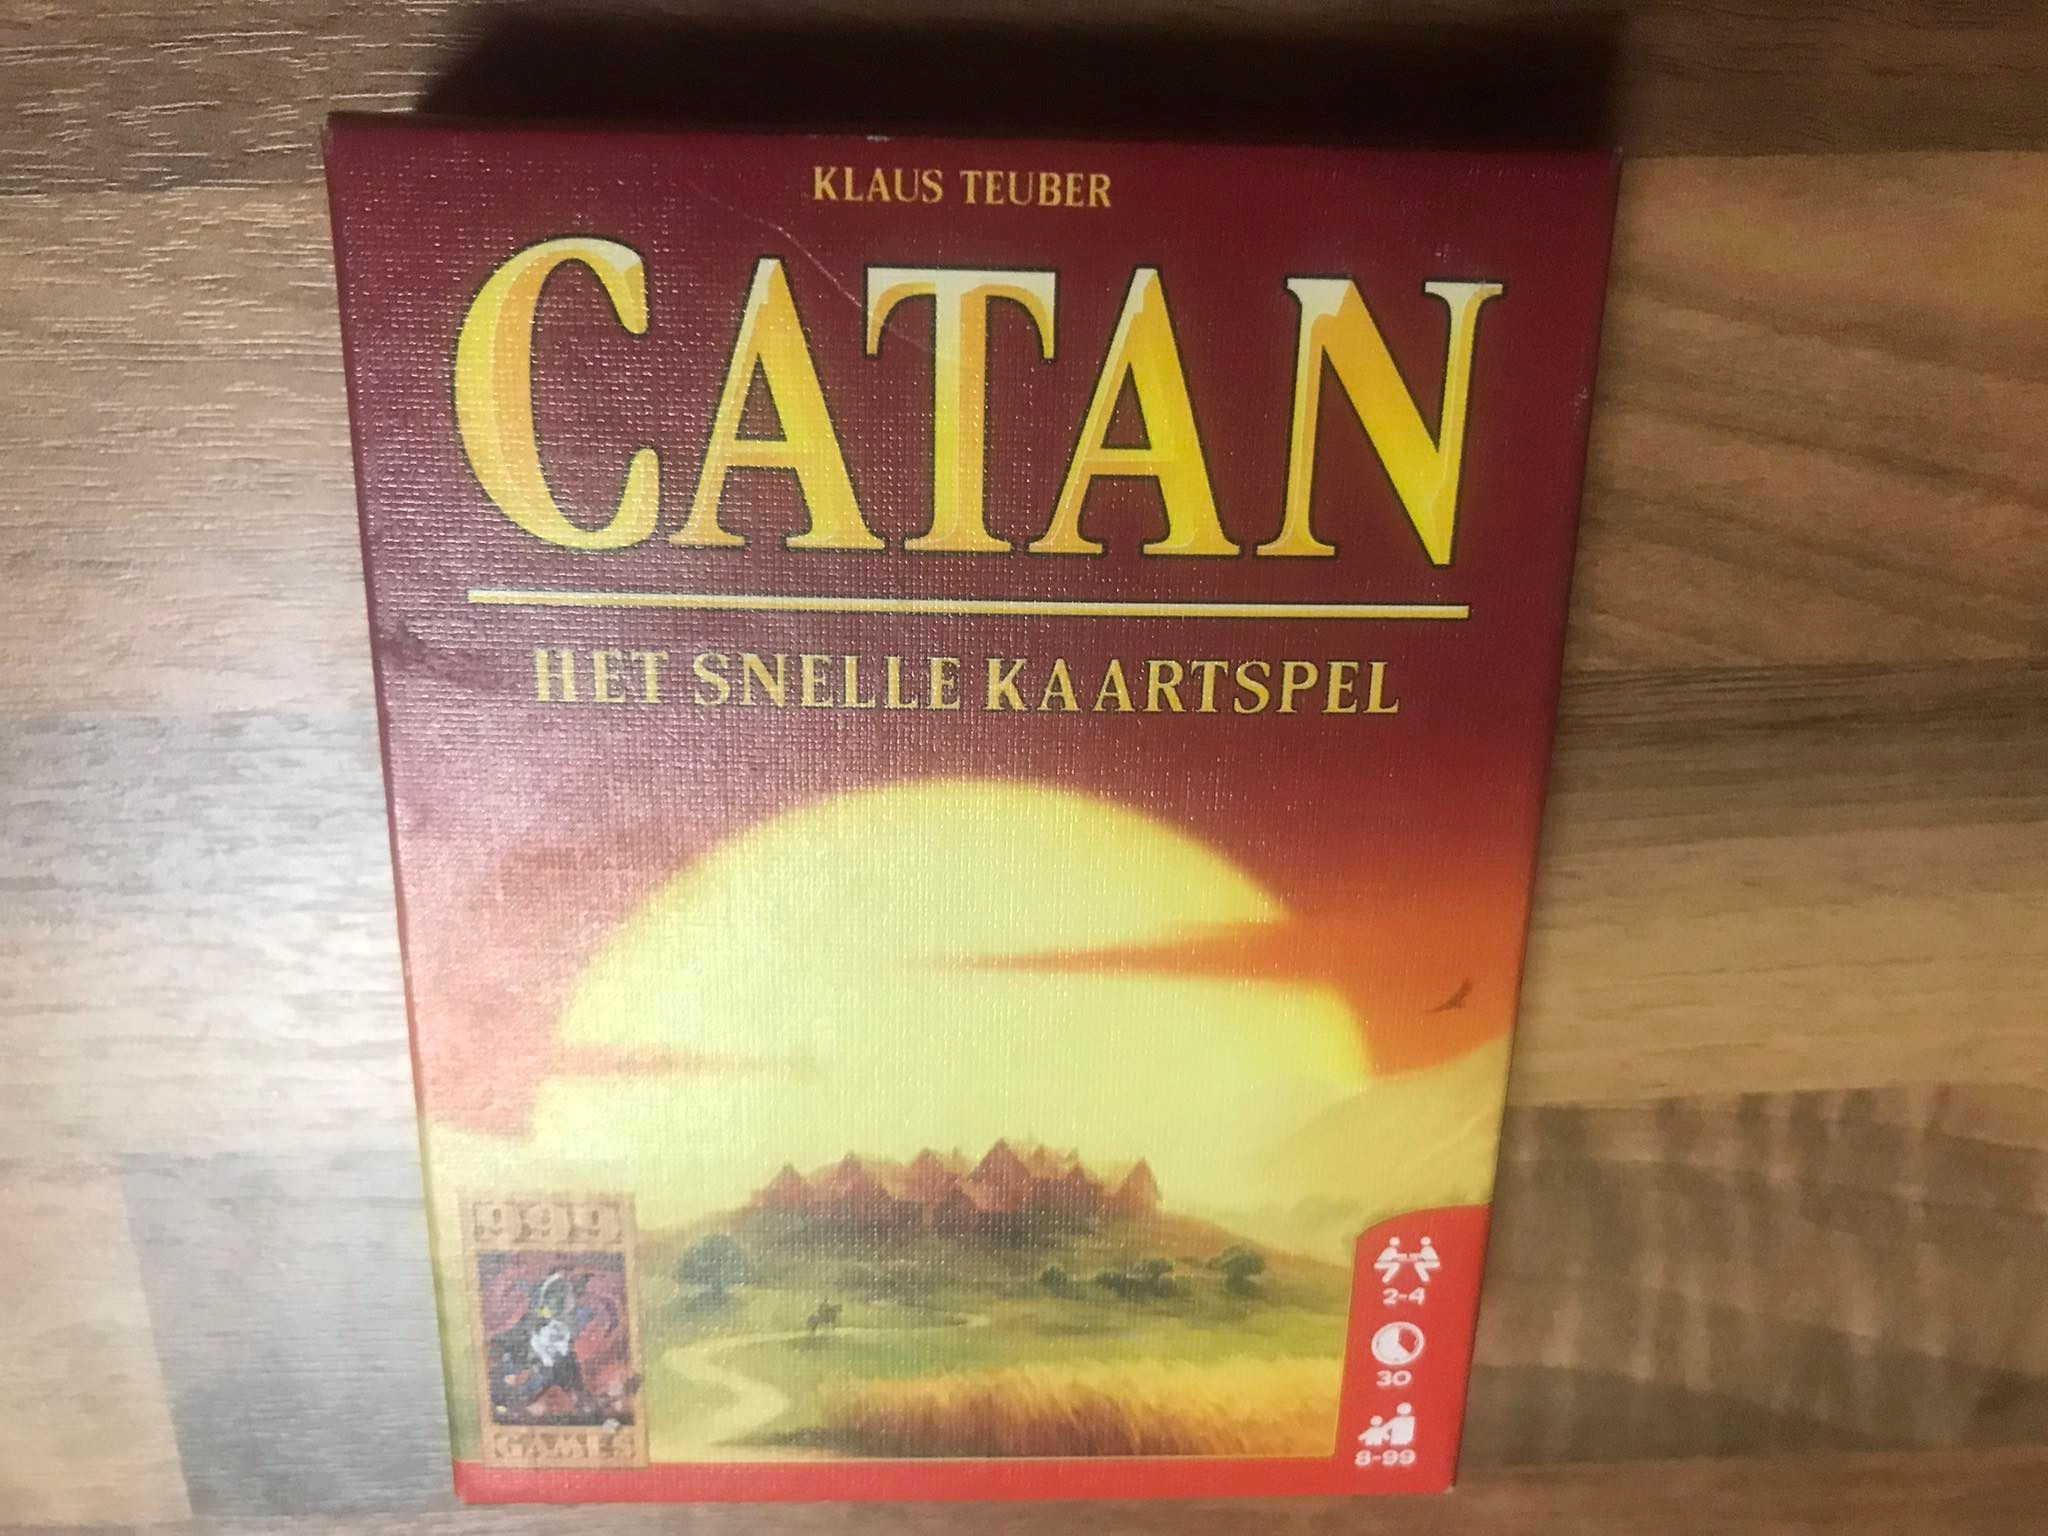 KLAUS TEUBER
CATAN
HET SNELLE KAARTSPEL
999
GAMES
2-4
30
8-99